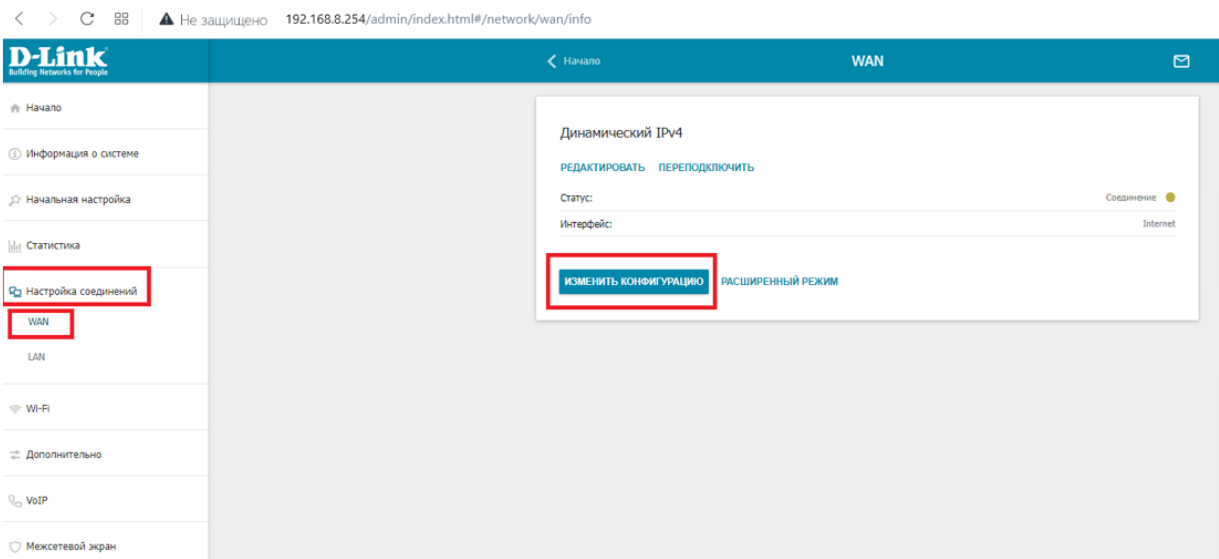 Не защищено 192.168.8.254/admin/index.html#/network/wan/info
D-Link
Building Networks for People
Начало
WAN
Начало
Информация о системе
Начальная настройка
Статистика
Настройка соединений
WAN
LAN
Wi-Fi
Дополнительно
VoIP
Межсетевой экран
Динамический IPv4
РЕДАКТИРОВАТЬ ПЕРЕПОДКЛЮЧИТЬ
Статус: Соединение
Интерфейс: Internet
ИЗМЕНИТЬ КОНФИГУРАЦИЮ РАСШИРЕННЫЙ РЕЖИМ